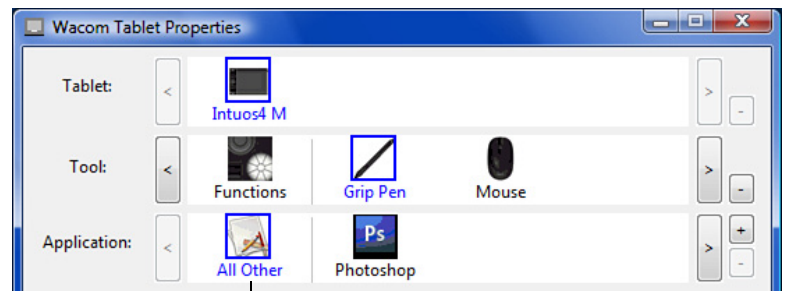 Wacom Tablet Properties
Tablet:
<
Intuos4 M
>
-
Tool:
<
Functions
Grip Pen
Mouse
>
-
Application:
<
All Other
Ps
Photoshop
>
+
-